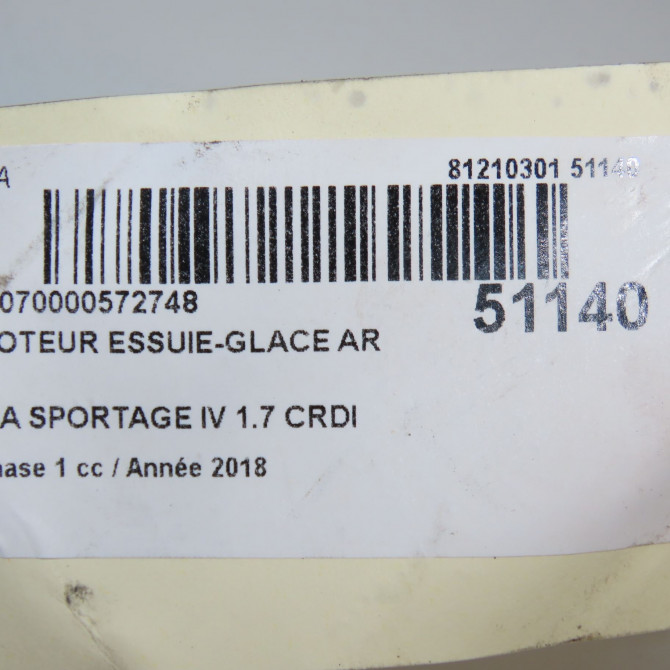 A
81210301 51140
070000572748
51140
OTEUR ESSUIE-GLACE AR
A SPORTAGE IV 1.7 CRDI
hase 1 cc / Année 2018